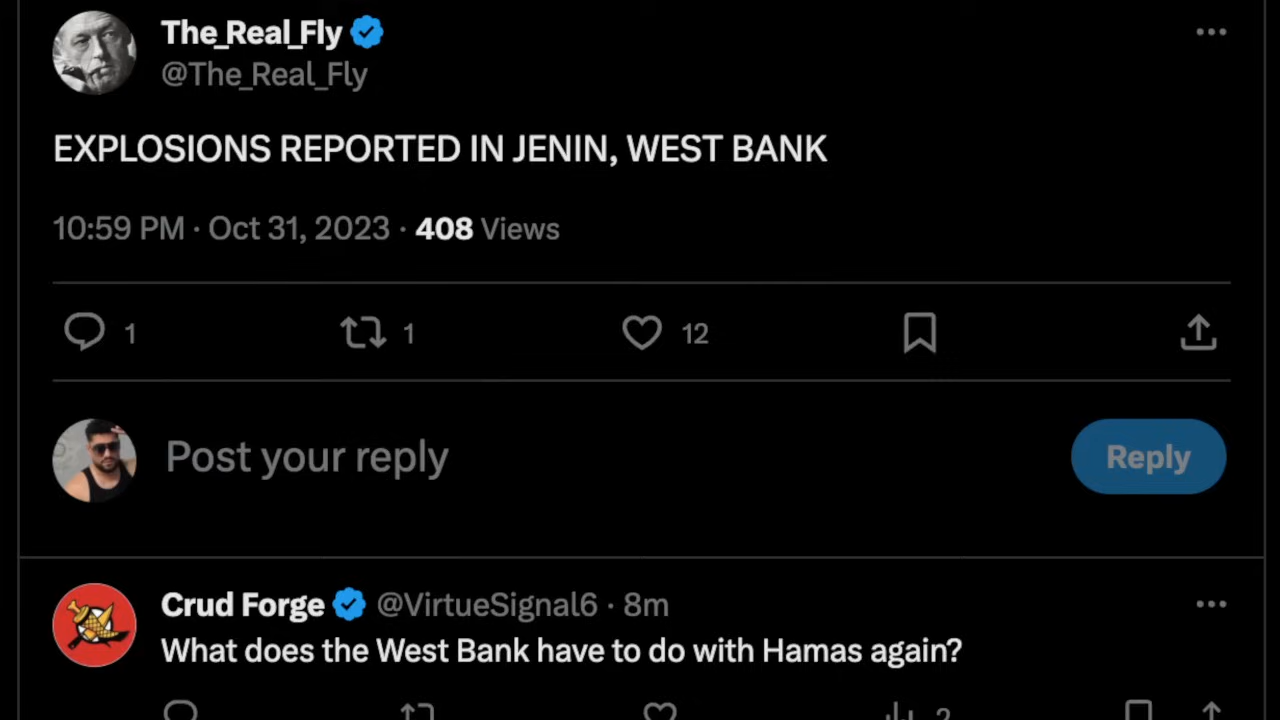 The_Real_Fly
@The_Real_Fly
EXPLOSIONS REPORTED IN JENIN, WEST BANK
10:59 PM · Oct 31, 2023 · 408 Views
1 1 12
Post your reply Reply
Crud Forge @VirtueSignal6 · 8m
What does the West Bank have to do with Hamas again?
2